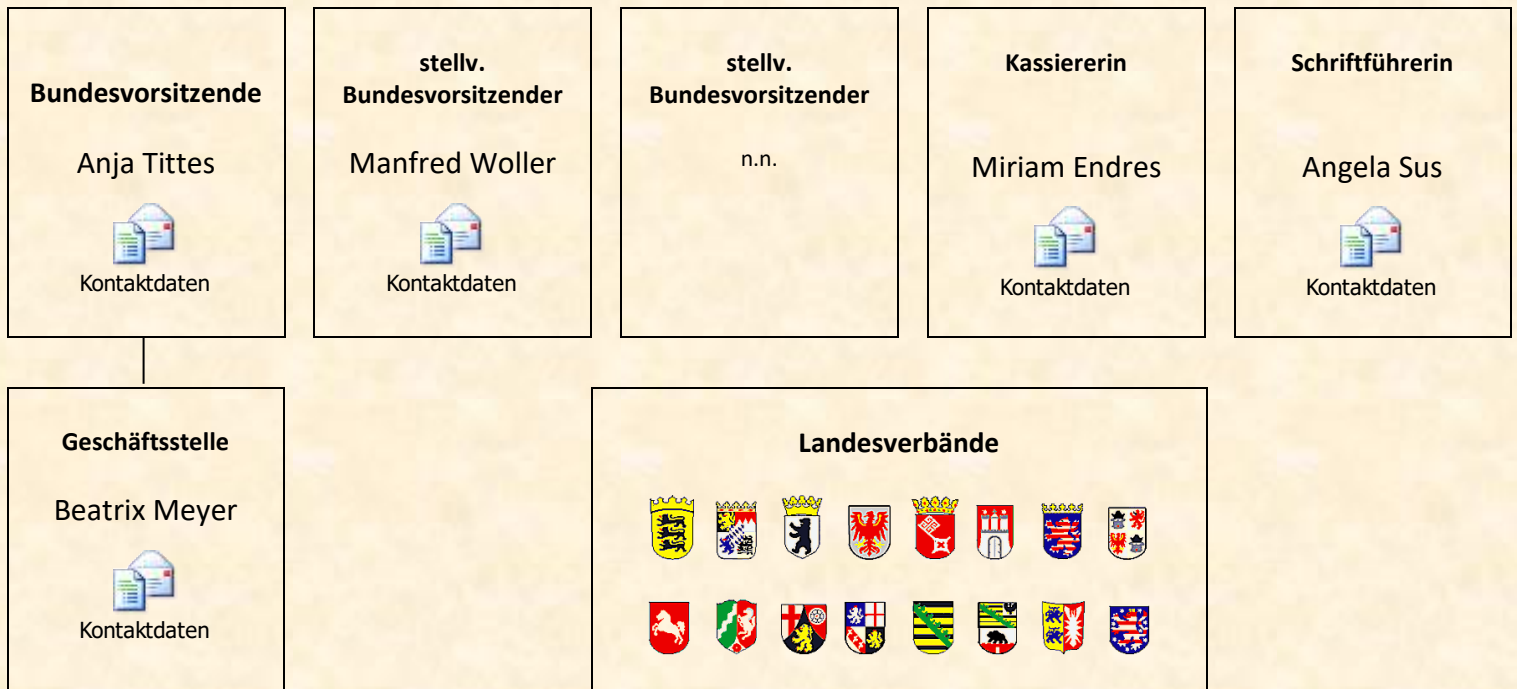 Bundesvorsitzende
Anja Tittes
Kontaktdaten
stellv.
Bundesvorsitzender
Manfred Woller
Kontaktdaten
stellv.
Bundesvorsitzender
n.n.
Kassiererin
Miriam Endres
Kontaktdaten
Schriftführerin
Angela Sus
Kontaktdaten
Geschäftsstelle
Beatrix Meyer
Kontaktdaten
Landesverbände